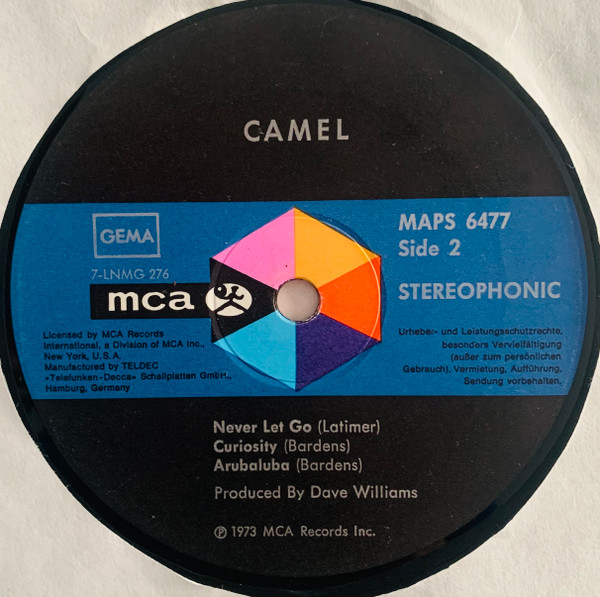 CAMEL
GEMA
7-LNMG 276
mca
Licensed by MCA Records
International, a Division of MCA Inc.,
New York, U.S.A.
Manufactured by TELDEC
»Telefunken-Decca« Schallplatten GmbH.,
Hamburg, Germany
MAPS 6477
Side 2
STEREOPHONIC
Urheber- und Leistungsschutzrechte,
besonders Vervielfältigung
(außer zum persönlichen
Gebrauch), Vermietung, Aufführung,
Sendung vorbehalten.
Never Let Go (Latimer)
Curiosity (Bardens)
Arubaluba (Bardens)
Produced By Dave Williams
℗ 1973 MCA Records Inc.